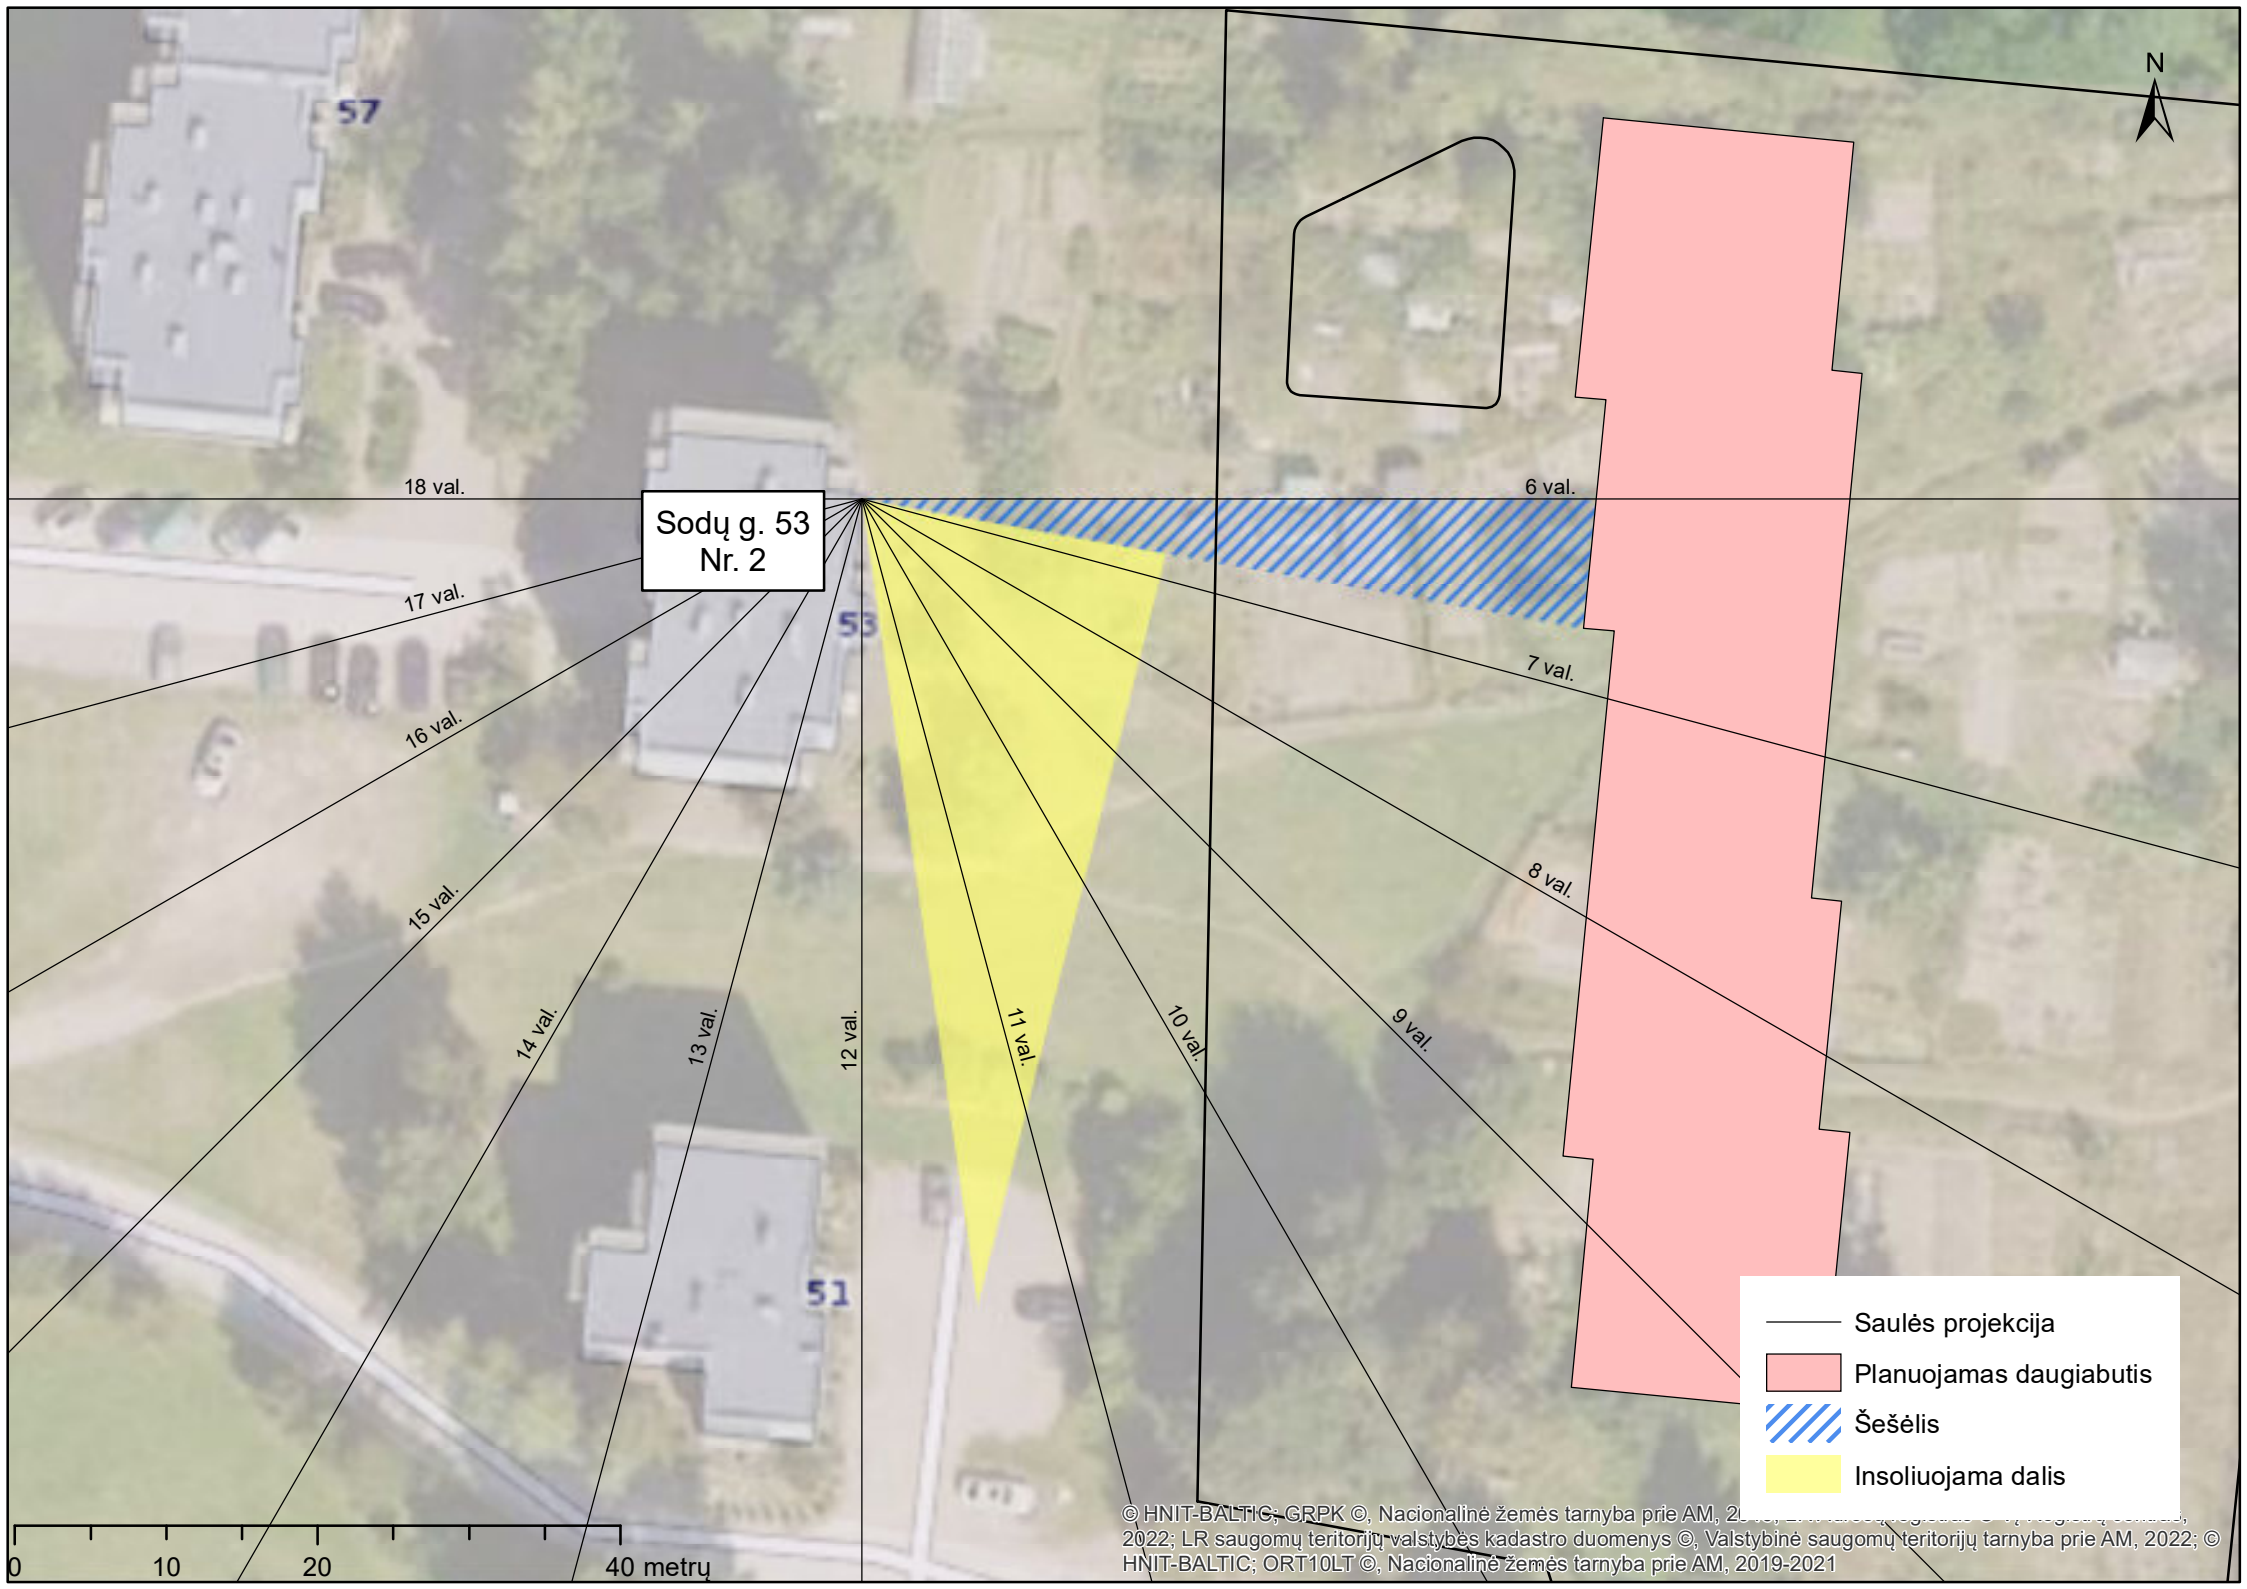 N
57
18 val.
6 val.
Sodų g. 53
Nr. 2
17 val.
53
7 val.
16 val.
15 val.
8 val.
14 val.
13 val.
12 val.
11 val.
10 val.
9 val.
51
Saulės projekcija
Planuojamas daugiabutis
Šešėlis
Insoliuojama dalis
© HNIT-BALTIC; GRPK ©, Nacionalinė žemės tarnyba prie AM,
2022; LR saugomų teritorijų valstybės kadastro duomenys ©, Valstybinė saugomų teritorijų tarnyba prie AM, 2022; ©
HNIT-BALTIC; ORT10LT ©, Nacionalinė žemės tarnyba prie AM, 2019-2021
0 10 20 40 metrų